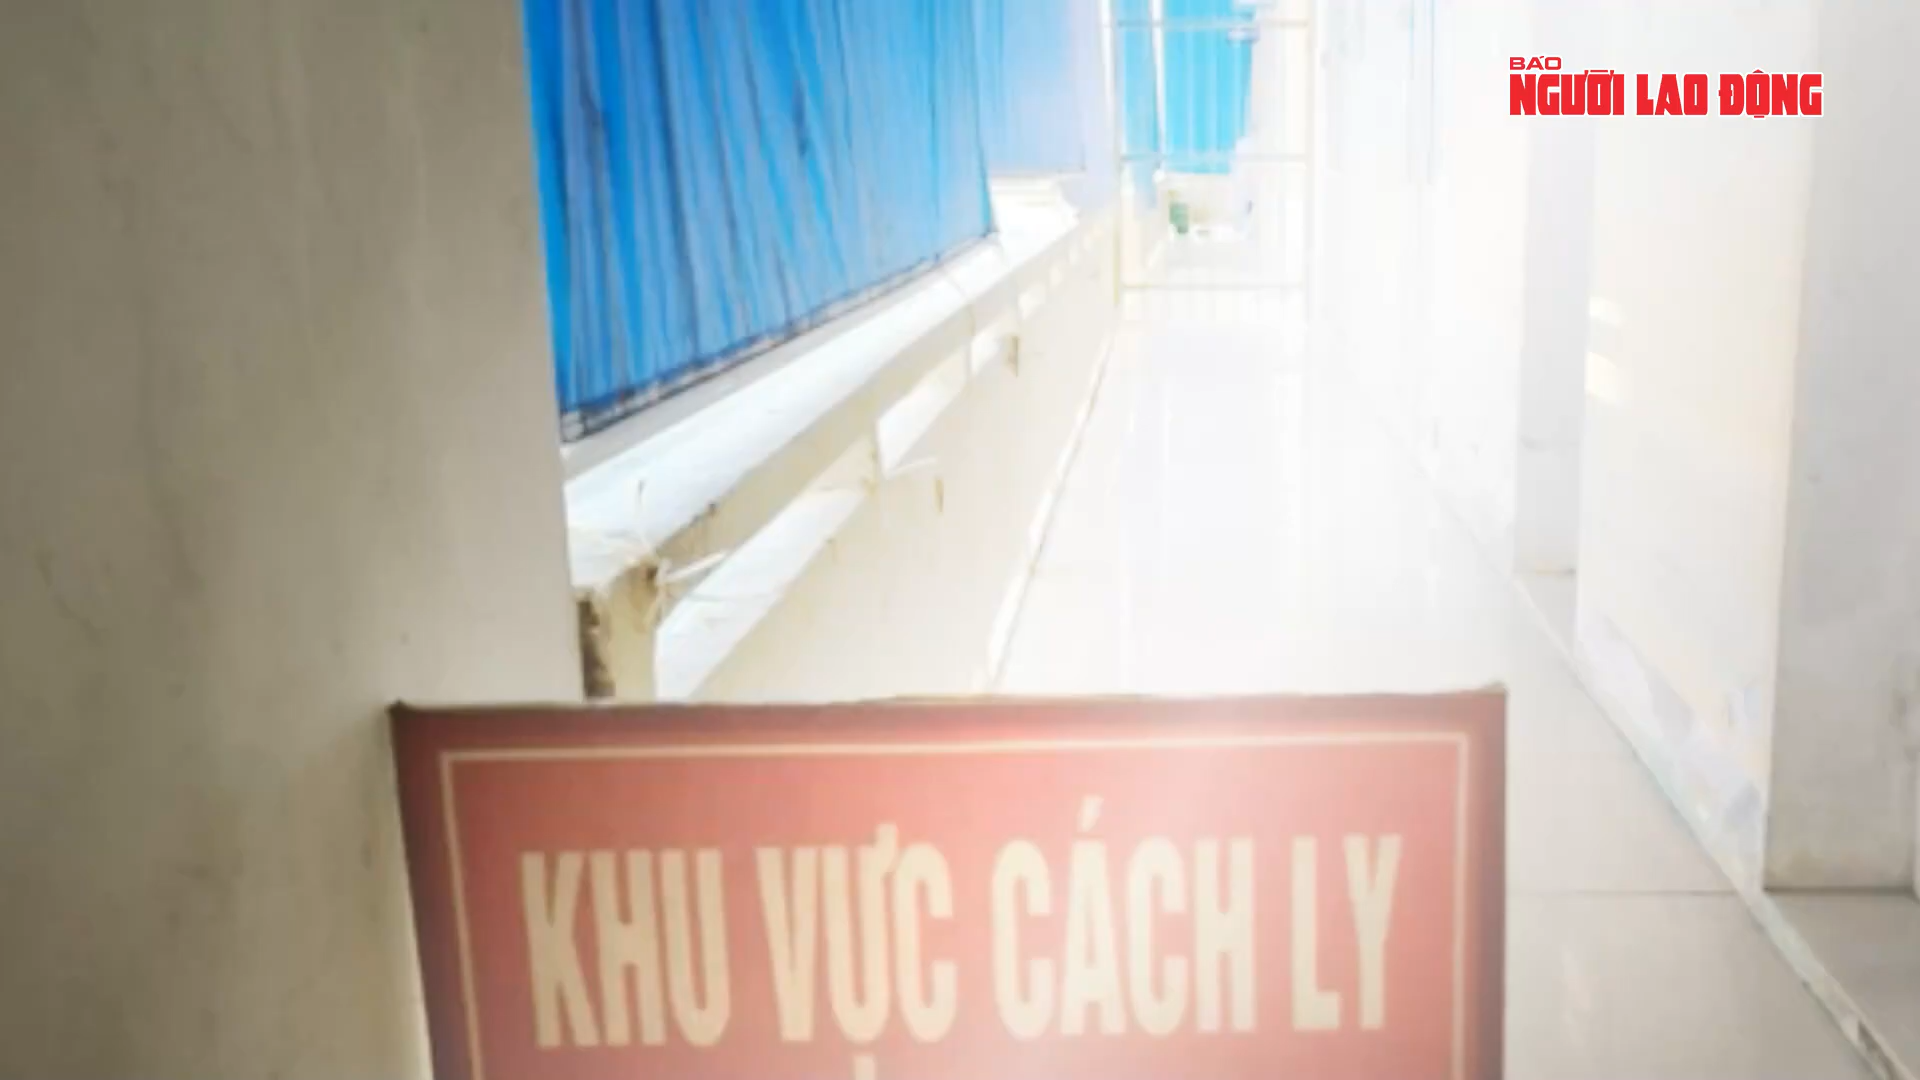 BÁO
NGƯỜI LAO ĐỘNG
KHU VỰC CÁCH LY